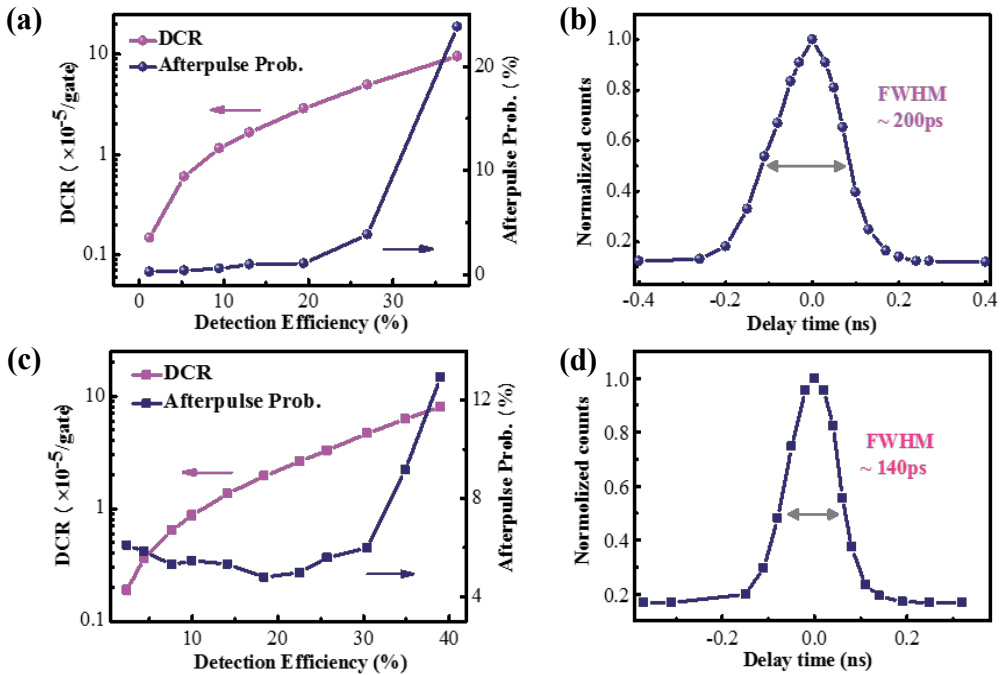 (a)
DCR
Afterpulse Prob.
DCR ( ×10⁻⁵/gate)
10
1
0.1
0
10
20
30
Detection Efficiency (%)
20
10
0
Afterpulse Prob. (%)
(b)
FWHM
~ 200ps
Normalized counts
1.0
0.8
0.6
0.4
0.2
-0.4
-0.2
0.0
0.2
0.4
Delay time (ns)
(c)
DCR
Afterpulse Prob.
DCR ( ×10⁻⁵/gate)
10
1
0.1
0
10
20
30
40
Detection Efficiency (%)
12
8
4
Afterpulse Prob. (%)
(d)
FWHM
~ 140ps
Normolized counts
1.0
0.8
0.6
0.4
0.2
-0.2
0.0
0.2
Delay time (ns)